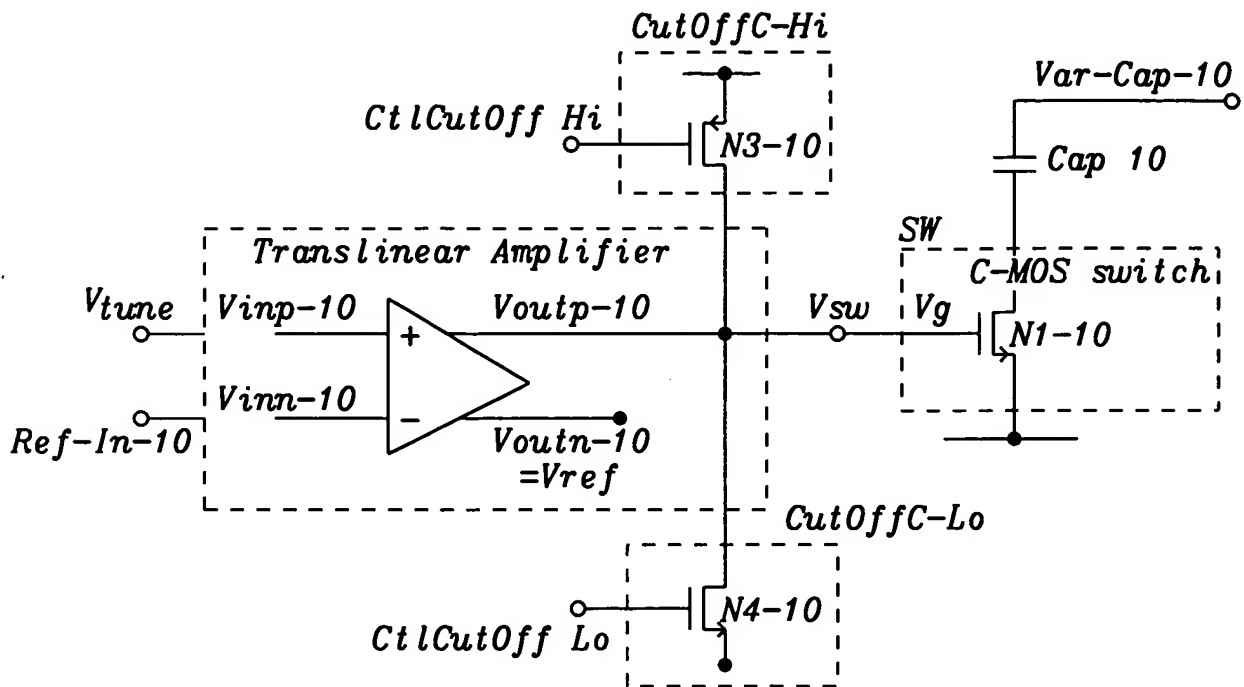 CutOffC-Hi
Var-Cap-10
CtlCutOff Hi
N3-10
Cap 10
SW
Translinear Amplifier
C-MOS switch
Vtune
Vinp-10
Voutp-10
Vsw
Vg
N1-10
+
Vinn-10
-
Ref-In-10
Voutn-10
=Vref
CutOffC-Lo
N4-10
CtlCutOff Lo